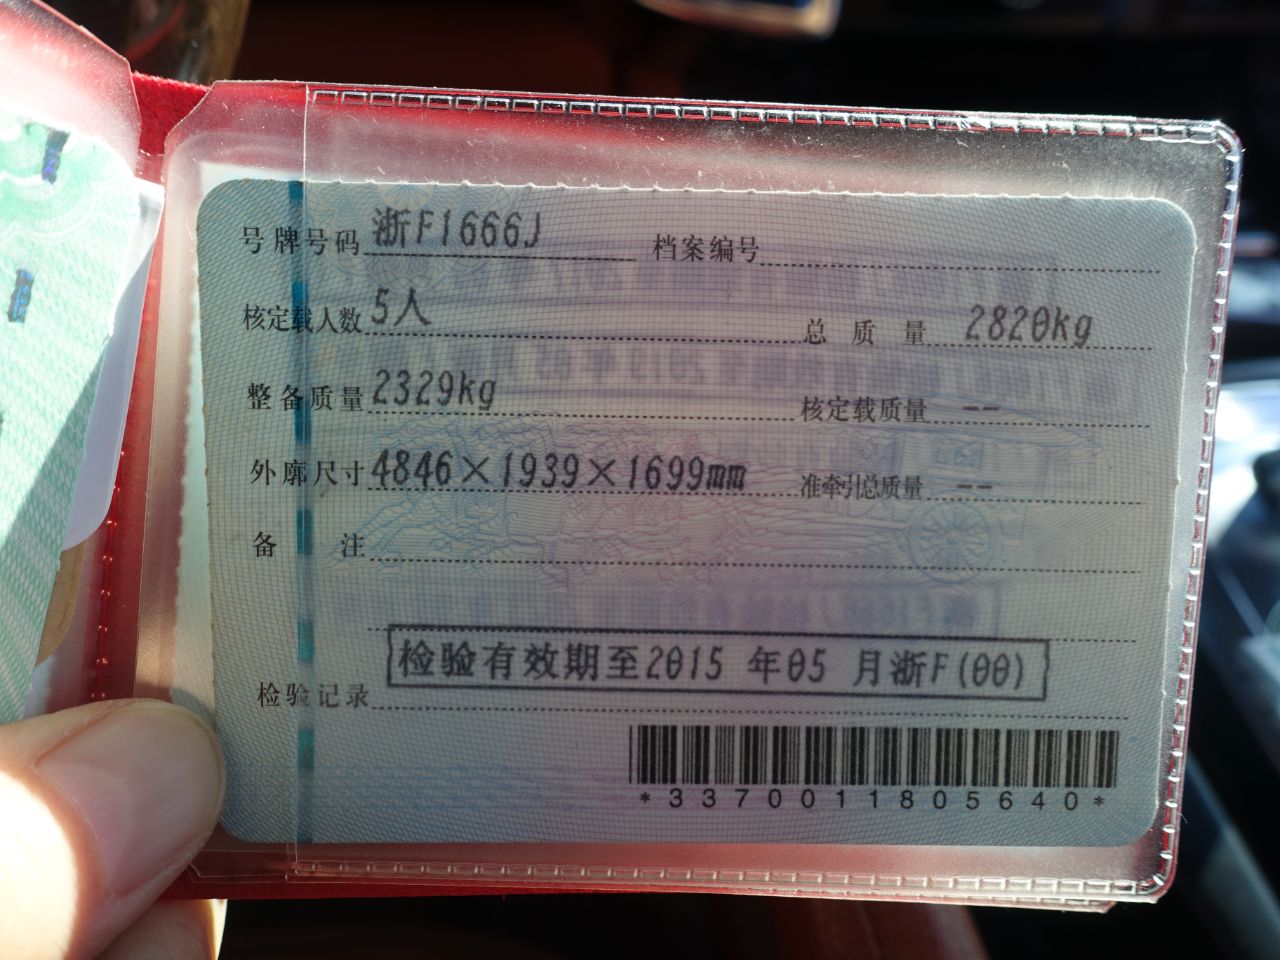 号牌号码 浙F1666J 档案编号
核定载人数 5人 总质量 2820kg
整备质量 2329kg 核定载质量 --
外廓尺寸 4846×1939×1699mm 准牵引总质量 --
备注
检验有效期至2015 年05 月浙F(00)
检验记录
*3370011805640*